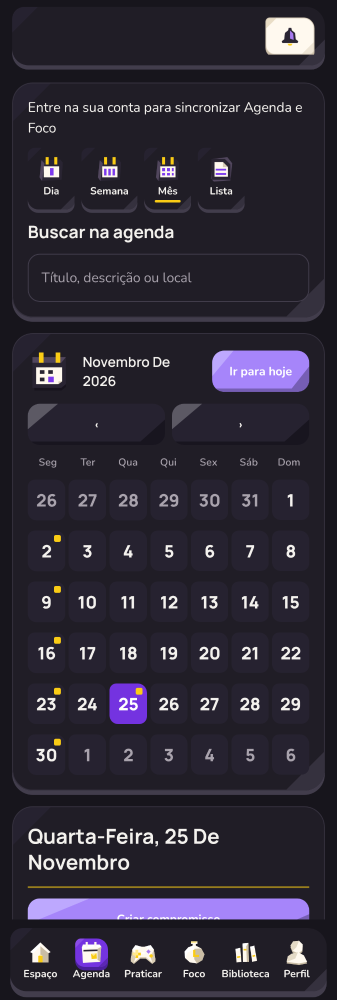 Entre na sua conta para sincronizar Agenda e
Foco
Dia Semana Mês Lista
Buscar na agenda
Título, descrição ou local
Novembro De
2026
Ir para hoje
‹ ›
Seg Ter Qua Qui Sex Sáb Dom
26 27 28 29 30 31 1
2 3 4 5 6 7 8
9 10 11 12 13 14 15
16 17 18 19 20 21 22
23 24 25 26 27 28 29
30 1 2 3 4 5 6
Quarta-Feira, 25 De
Novembro
Criar compromisso
Espaço Agenda Praticar Foco Biblioteca Perfil